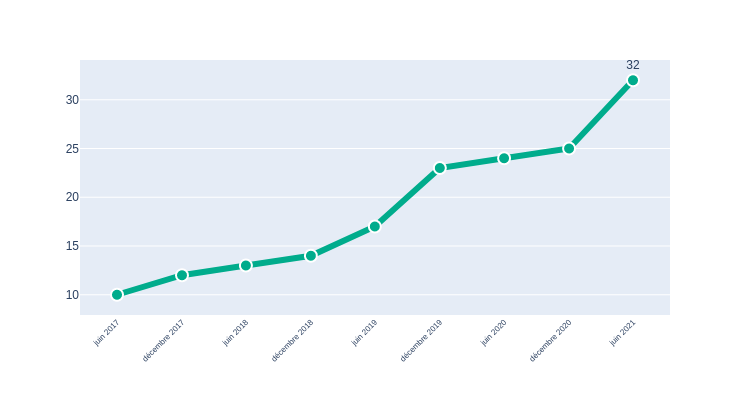 32
30
25
20
15
10
juin 2017
décembre 2017
juin 2018
décembre 2018
juin 2019
décembre 2019
juin 2020
décembre 2020
juin 2021